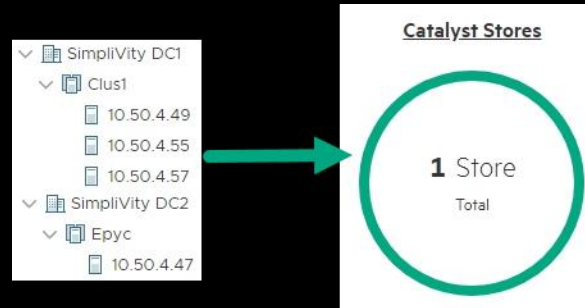 SimpliVity DC1
Clus1
10.50.4.49
10.50.4.55
10.50.4.57
SimpliVity DC2
Epyc
10.50.4.47
Catalyst Stores
1 Store
Total